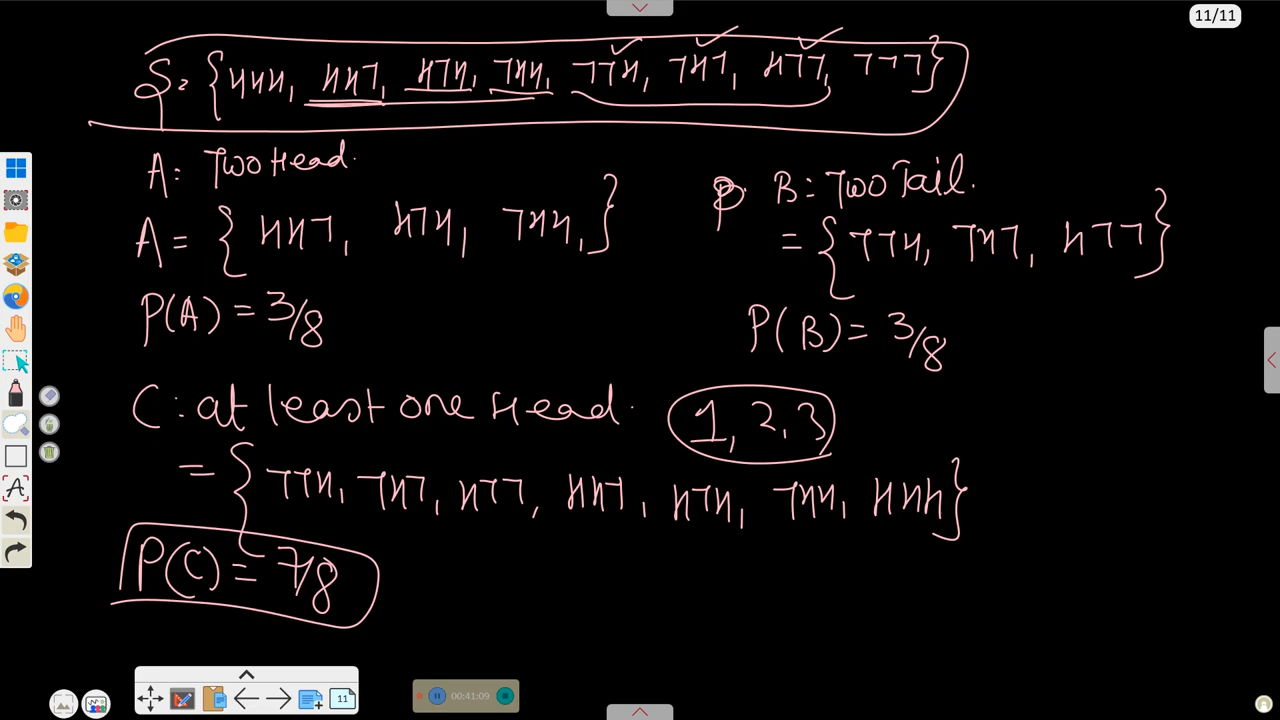 11/11
S = {HHH, HHT, HTH, THH, TTH, THT, HTT, TTT}
A: Two Head.
A = { HHT, HTH, THH, }
P(A) = 3/8
B: Two Tail.
= {TTH, THT, HTT}
P(B) = 3/8
C: at least one Head. 1, 2, 3
= { TTH, THT, HTT, HHT, HTH, THH, HHH}
P(C) = 7/8
11
00:41:09